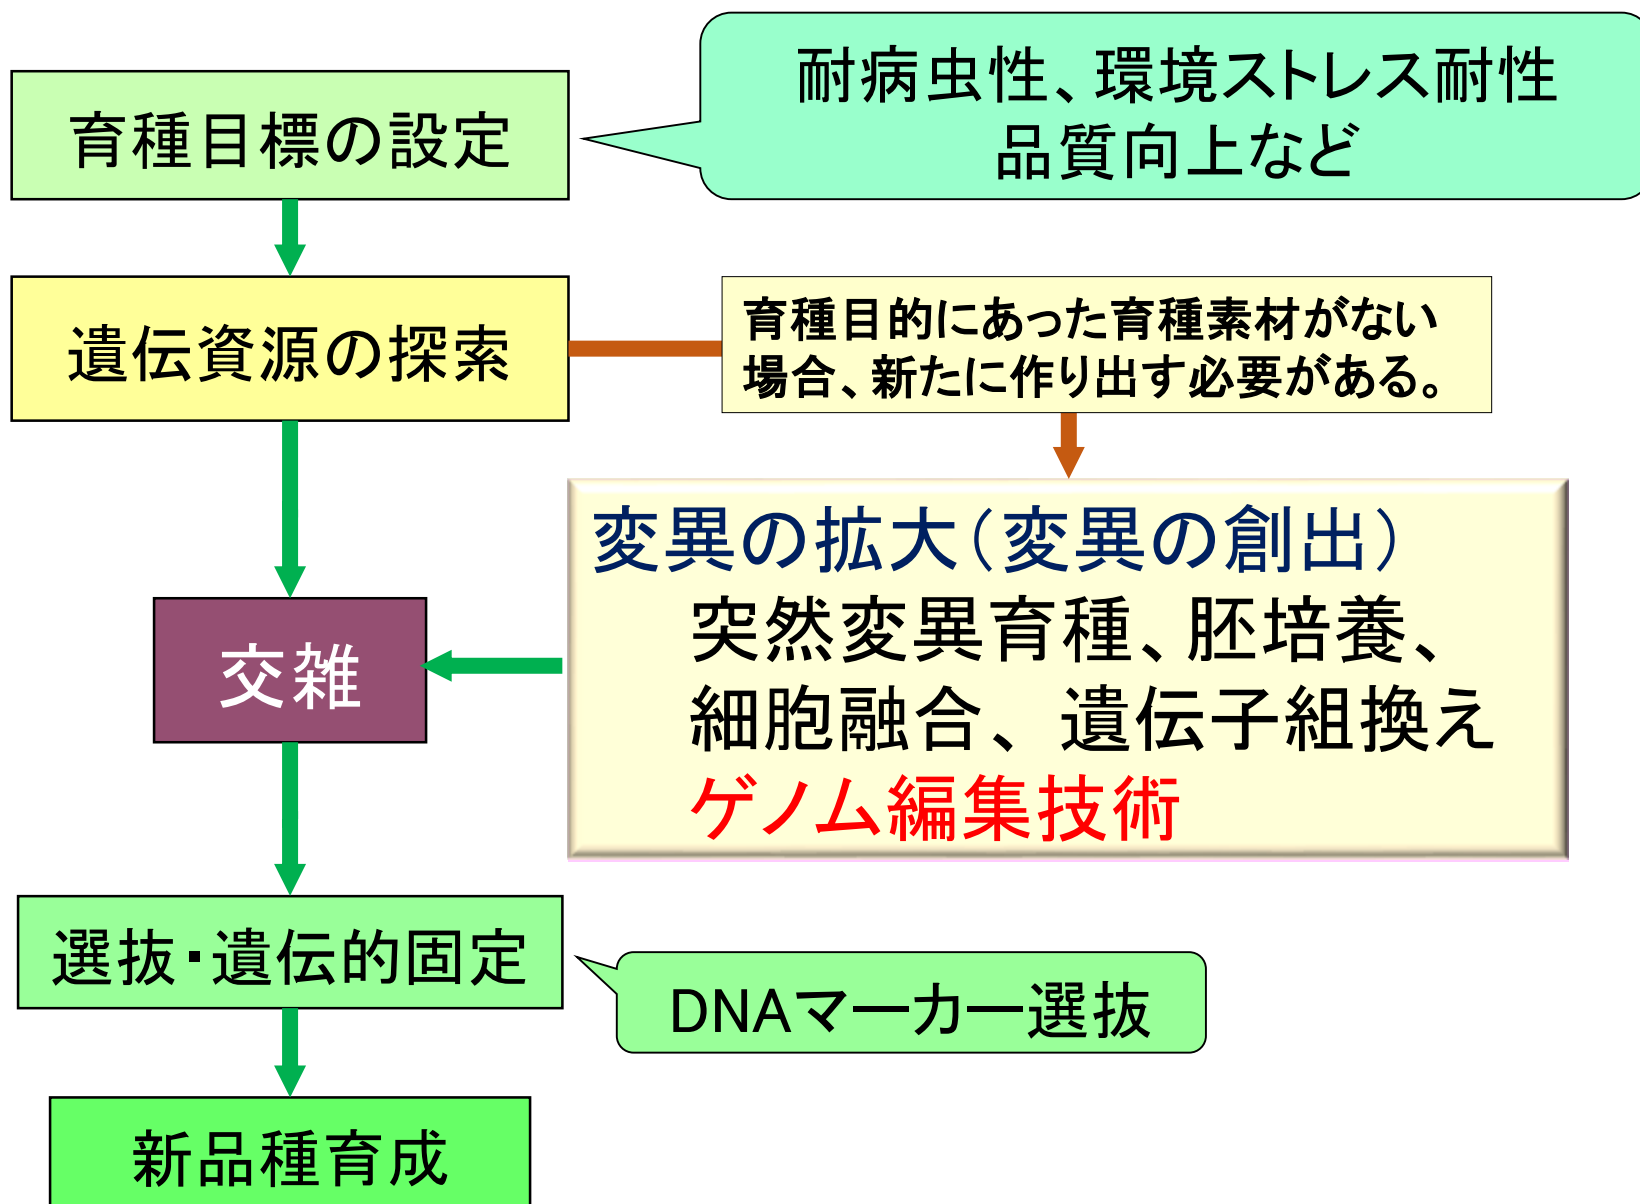 耐病虫性、環境ストレス耐性
品質向上など
育種目標の設定
遺伝資源の探索
育種目的にあった育種素材がない
場合、新たに作り出す必要がある。
変異の拡大（変異の創出）
突然変異育種、胚培養、
細胞融合、遺伝子組換え
ゲノム編集技術
交雑
選抜・遺伝的固定
DNAマーカー選抜
新品種育成